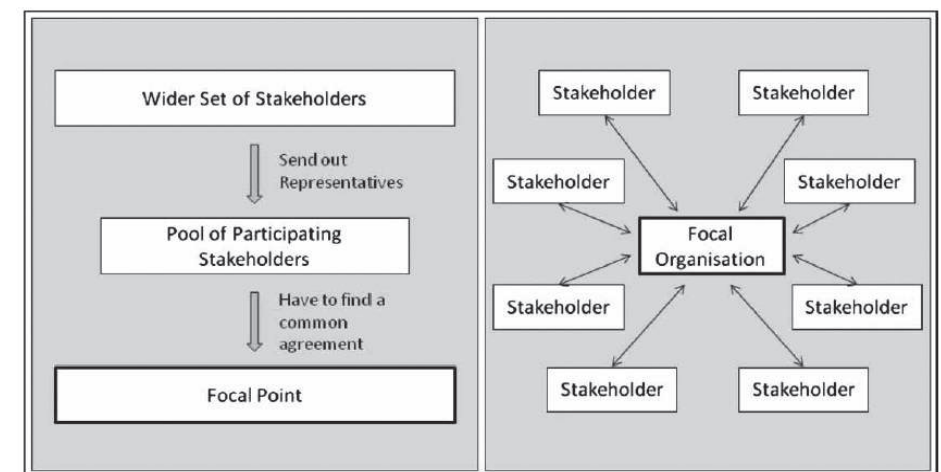 Wider Set of Stakeholders
Send out
Representatives
Pool of Participating
Stakeholders
Have to find a
common
agreement
Focal Point
Stakeholder
Stakeholder
Stakeholder
Stakeholder
Focal
Organisation
Stakeholder
Stakeholder
Stakeholder
Stakeholder